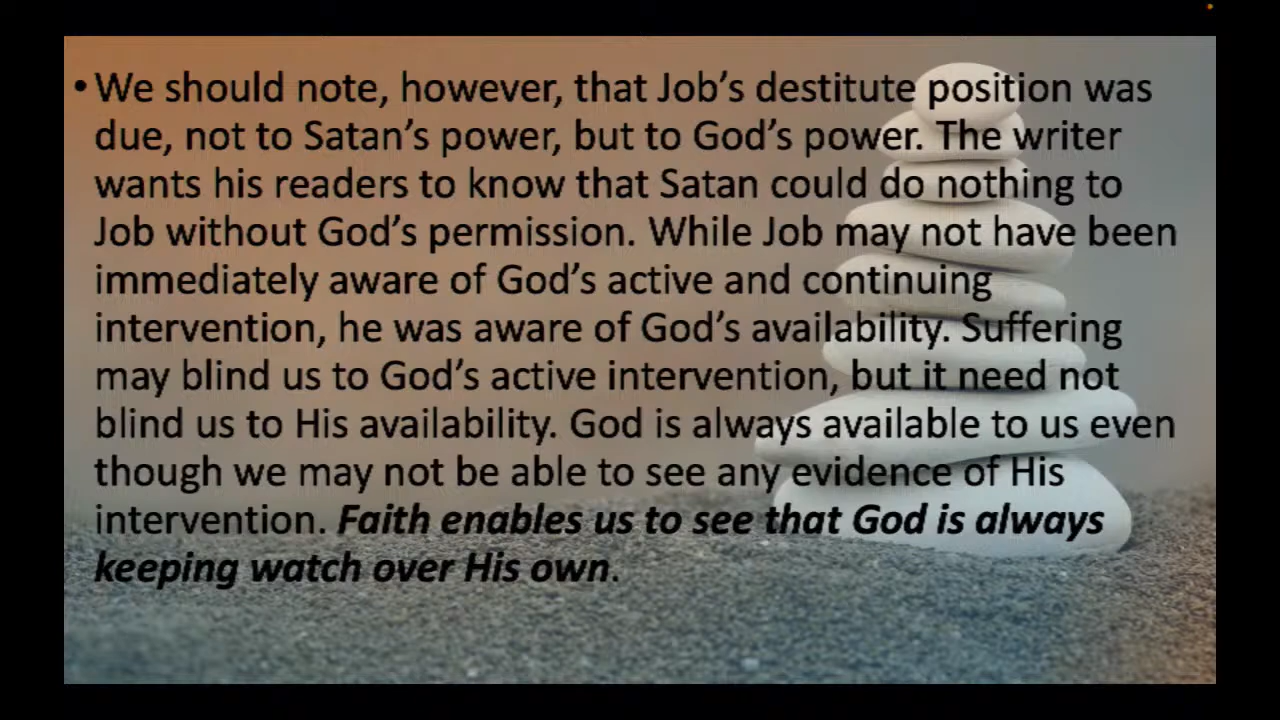 • We should note, however, that Job’s destitute position was
due, not to Satan’s power, but to God’s power. The writer
wants his readers to know that Satan could do nothing to
Job without God’s permission. While Job may not have been
immediately aware of God’s active and continuing
intervention, he was aware of God’s availability. Suffering
may blind us to God’s active intervention, but it need not
blind us to His availability. God is always available to us even
though we may not be able to see any evidence of His
intervention. Faith enables us to see that God is always
keeping watch over His own.